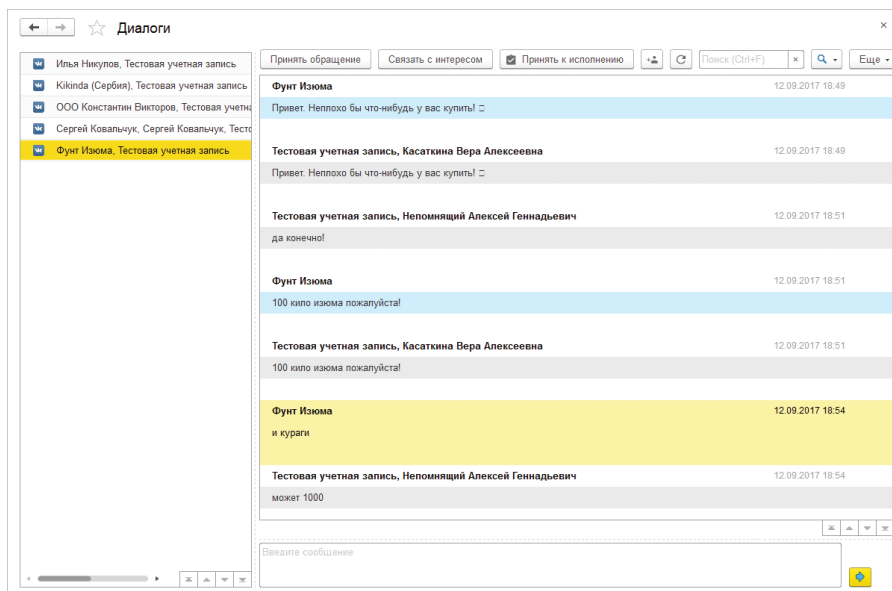 Диалоги
Илья Никулов, Тестовая учетная запись
Kikinda (Сербия), Тестовая учетная запись
ООО Константин Викторов, Тестовая
Сергей Ковальчук, Сергей Ковальчук,
Фунт Изюма, Тестовая учетная запись
Принять обращение Связать с интересом Принять к исполнению Поиск (Ctrl+F) Еще
Фунт Изюма 12.09.2017 18:49
Привет. Неплохо бы что-нибудь у вас купить! □
Тестовая учетная запись, Касаткина Вера Алексеевна 12.09.2017 18:49
Привет. Неплохо бы что-нибудь у вас купить! □
Тестовая учетная запись, Непомнящий Алексей Геннадьевич 12.09.2017 18:51
да конечно!
Фунт Изюма 12.09.2017 18:51
100 кило изюма пожалуйста!
Тестовая учетная запись, Касаткина Вера Алексеевна 12.09.2017 18:51
100 кило изюма пожалуйста!
Фунт Изюма 12.09.2017 18:54
и кураги
Тестовая учетная запись, Непомнящий Алексей Геннадьевич 12.09.2017 18:54
может 1000
Введите сообщение